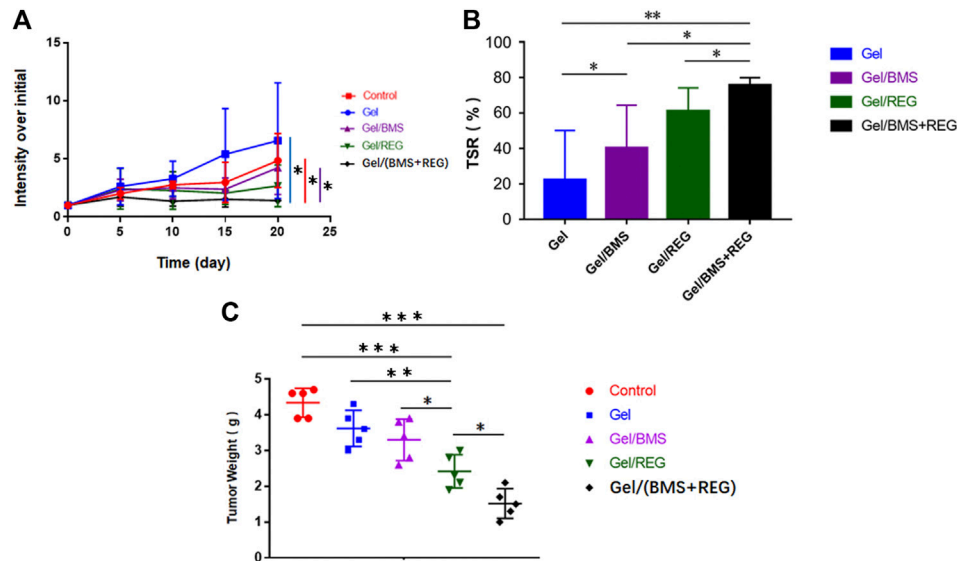 A
Intensity over initial
15
10
5
0
0 5 10 15 20 25
Time (day)
Control
Gel
Gel/BMS
Gel/REG
Gel/(BMS+REG)
*
*
*
B
TSR (%)
100
80
60
40
20
0
**
*
* *
Gel Gel/BMS Gel/REG Gel/BMS+REG
Gel
Gel/BMS
Gel/REG
Gel/BMS+REG
C
Tumor Weight (g)
5
4
3
2
1
0
***
***
**
*
*
Control
Gel
Gel/BMS
Gel/REG
Gel/(BMS+REG)